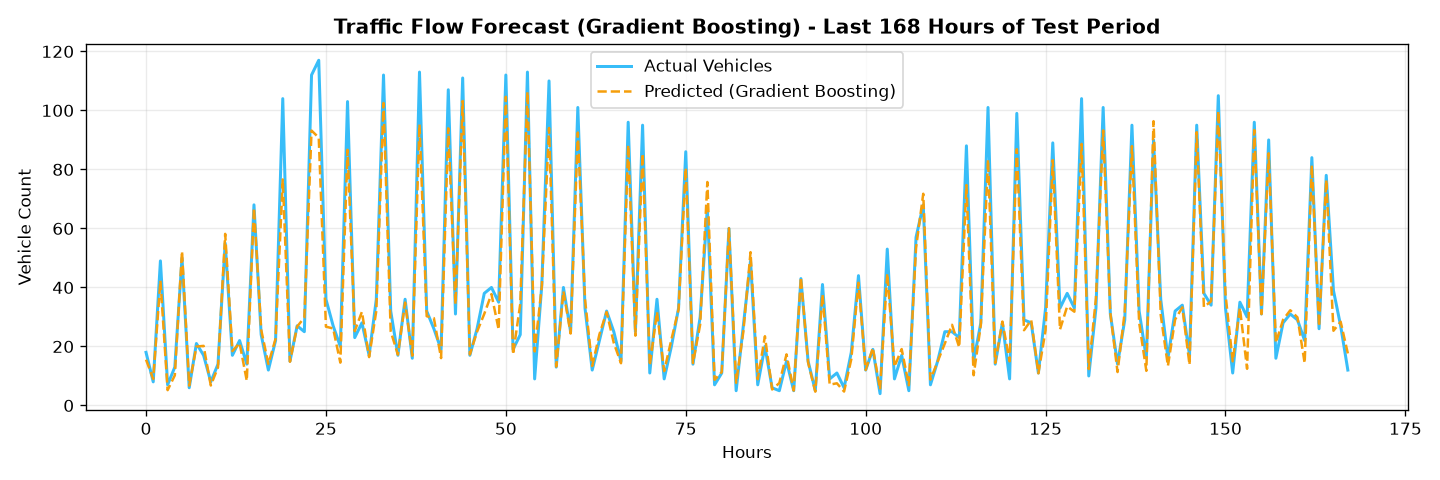 Traffic Flow Forecast (Gradient Boosting) - Last 168 Hours of Test Period
Actual Vehicles
Predicted (Gradient Boosting)
Vehicle Count
120
100
80
60
40
20
0
0 25 50 75 100 125 150 175
Hours